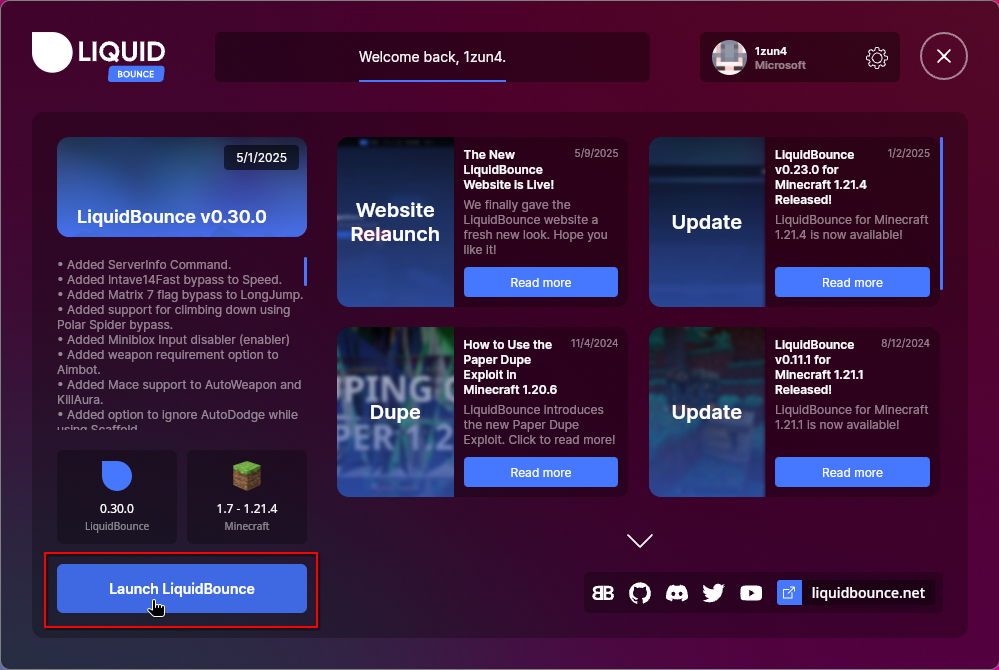 LIQUID
BOUNCE
Welcome back, 1zun4.
1zun4
Microsoft
5/1/2025
LiquidBounce v0.30.0
• Added ServerInfo Command.
• Added Intave14Fast bypass to Speed.
• Added Matrix 7 flag bypass to LongJump.
• Added support for climbing down using
Polar Spider bypass.
• Added Miniblox Input disabler (enabler)
• Added weapon requirement option to
Aimbot.
• Added Mace support to AutoWeapon and
KillAura.
• Added option to ignore AutoDodge while
using Scaffold
0.30.0
LiquidBounce
1.7 - 1.21.4
Minecraft
Launch LiquidBounce
Website
Relaunch
The New
LiquidBounce
Website is Live!
5/9/2025
We finally gave the
LiquidBounce website a
fresh new look. Hope you
like it!
Read more
Update
LiquidBounce
v0.23.0 for
Minecraft 1.21.4
Released!
1/2/2025
LiquidBounce for Minecraft
1.21.4 is now available!
Read more
UPING
PER 1.2
Dupe
How to Use the
Paper Dupe
Exploit in
Minecraft 1.20.6
11/4/2024
LiquidBounce introduces
the new Paper Dupe
Exploit. Click to read more!
Read more
Update
LiquidBounce
v0.11.1 for
Minecraft 1.21.1
Released!
8/12/2024
LiquidBounce for Minecraft
1.21.1 is now available!
Read more
liquidbounce.net